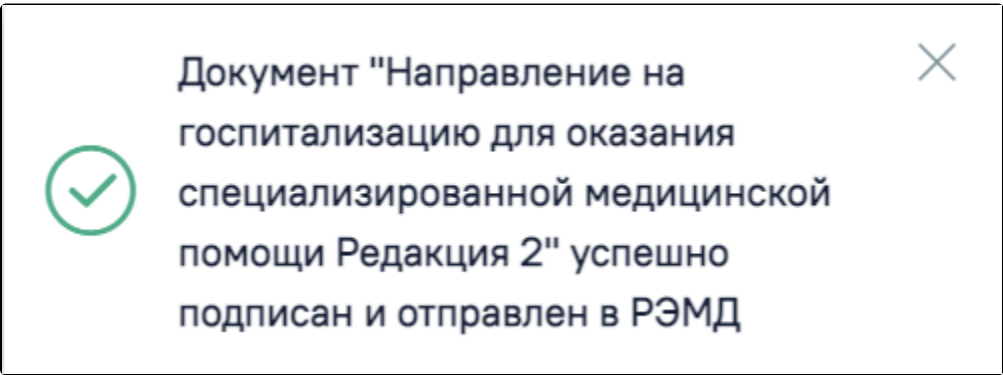 Документ "Направление на
госпитализацию для оказания
специализированной медицинской
помощи Редакция 2" успешно
подписан и отправлен в РЭМД